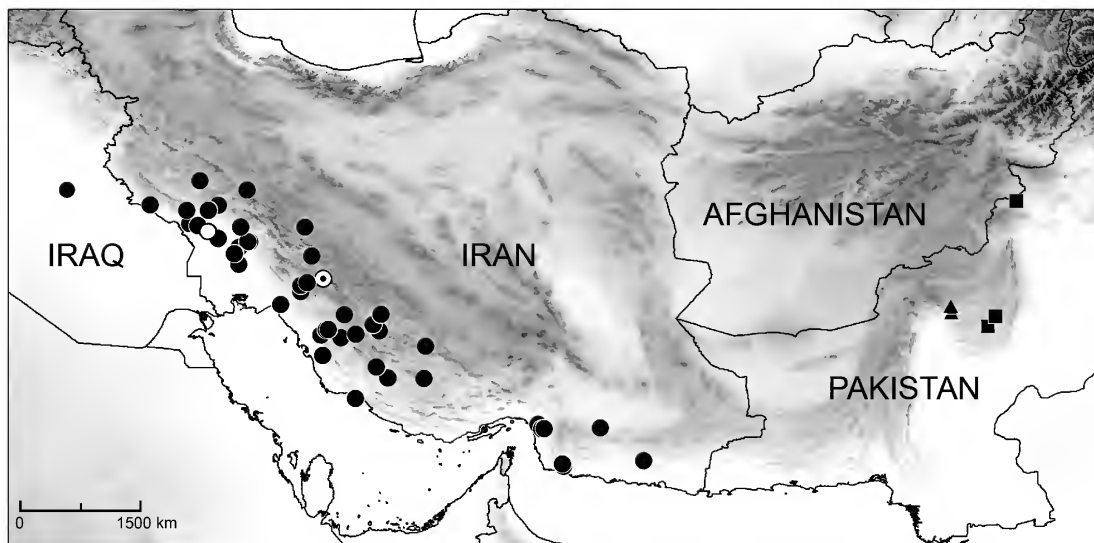 AFGHANISTAN
IRAQ
IRAN
PAKISTAN
0 1500 km